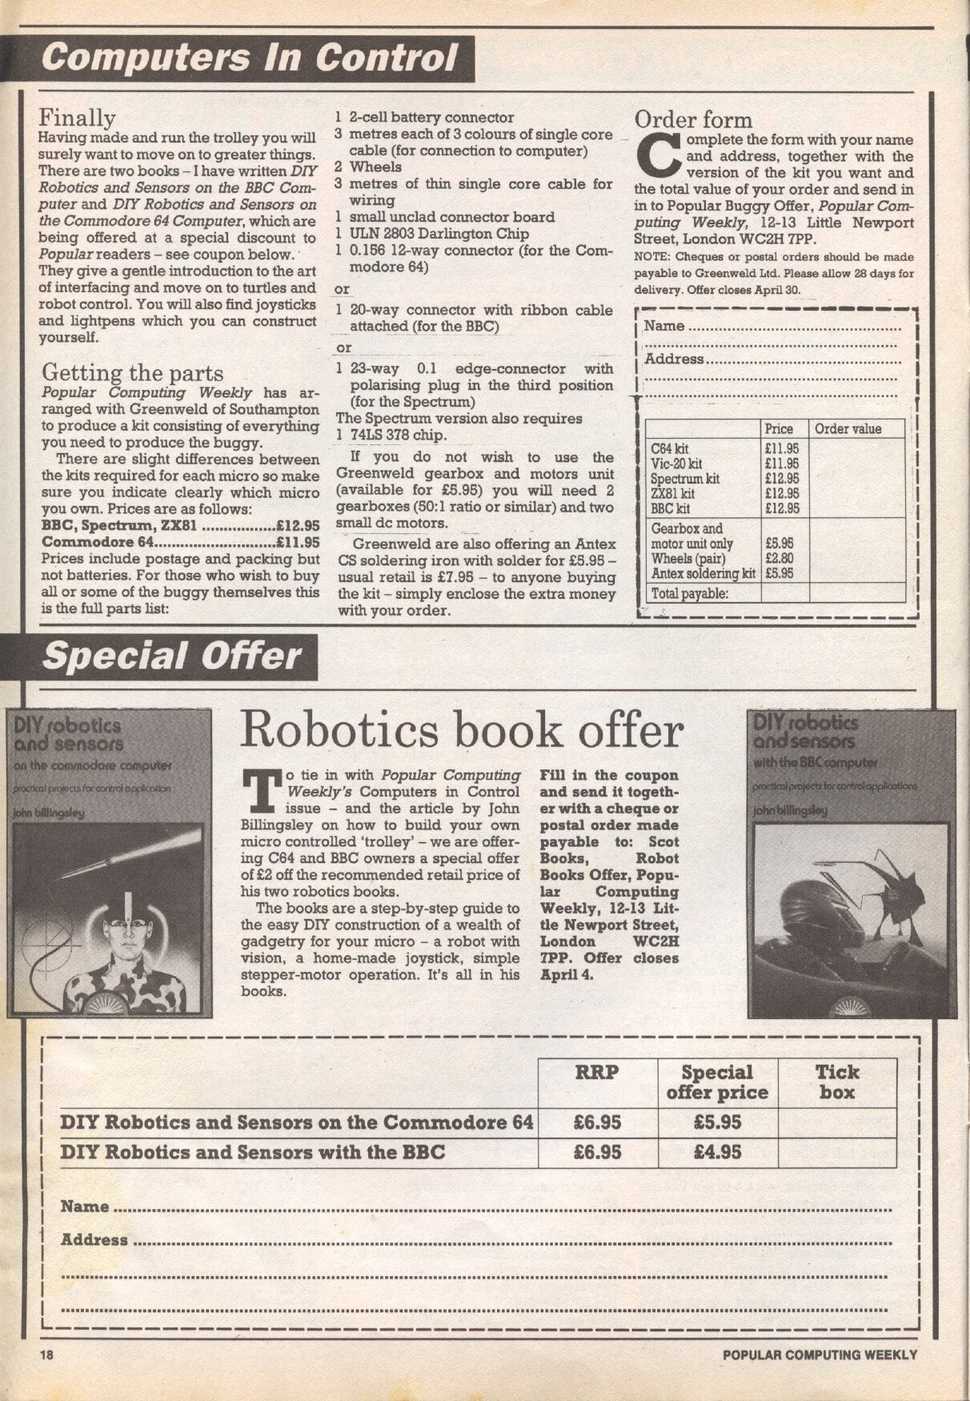 Computers In Control
Finally
Having made and run the trolley you will
surely want to move on to greater things.
There are two books – I have written DIY
Robotics and Sensors on the BBC Com-
puter and DIY Robotics and Sensors on
the Commodore 64 Computer, which are
being offered at a special discount to
Popular readers – see coupon below.
They give a gentle introduction to the art
of interfacing and move on to turtles and
robot control. You will also find joysticks
and lightpens which you can construct
yourself.
Getting the parts
Popular Computing Weekly has ar-
ranged with Greenweld of Southampton
to produce a kit consisting of everything
you need to produce the buggy.
There are slight differences between
the kits required for each micro so make
sure you indicate clearly which micro
you own. Prices are as follows:
BBC, Spectrum, ZX81 .................£12.95
Commodore 64............................£11.95
Prices include postage and packing but
not batteries. For those who wish to buy
all or some of the buggy themselves this
is the full parts list:
1 2-cell battery connector
3 metres each of 3 colours of single core
cable (for connection to computer)
2 Wheels
3 metres of thin single core cable for
wiring
1 small unclad connector board
1 ULN 2803 Darlington Chip
1 0.156 12-way connector (for the Com-
modore 64)
or
1 20-way connector with ribbon cable
attached (for the BBC)
or
1 23-way 0.1 edge-connector with
polarising plug in the third position
(for the Spectrum)
The Spectrum version also requires
1 74LS 378 chip.
If you do not wish to use the
Greenweld gearbox and motors unit
(available for £5.95) you will need 2
gearboxes (50:1 ratio or similar) and two
small dc motors.
Greenweld are also offering an Antex
CS soldering iron with solder for £5.95 –
usual retail is £7.95 – to anyone buying
the kit – simply enclose the extra money
with your order.
Order form
Complete the form with your name
and address, together with the
version of the kit you want and
the total value of your order and send in
in to Popular Buggy Offer, Popular Com-
puting Weekly, 12-13 Little Newport
Street, London WC2H 7PP.
NOTE: Cheques or postal orders should be made
payable to Greenweld Ltd. Please allow 28 days for
delivery. Offer closes April 30.
Name
Address
Price Order value
C64 kit £11.95
Vic-20 kit £11.95
Spectrum kit £12.95
ZX81 kit £12.95
BBC kit £12.95
Gearbox and
motor unit only £5.95
Wheels (pair) £2.80
Antex soldering kit £5.95
Total payable:
Special Offer
DIY robotics
and sensors
on the commodore computer
practical projects for control application
john billingsley
Robotics book offer
To tie in with Popular Computing
Weekly's Computers in Control
issue – and the article by John
Billingsley on how to build your own
micro controlled 'trolley' – we are offer-
ing C64 and BBC owners a special offer
of £2 off the recommended retail price of
his two robotics books.
The books are a step-by-step guide to
the easy DIY construction of a wealth of
gadgetry for your micro – a robot with
vision, a home-made joystick, simple
stepper-motor operation. It's all in his
books.
Fill in the coupon
and send it togeth-
er with a cheque or
postal order made
payable to: Scot
Books, Robot
Books Offer, Popu-
lar Computing
Weekly, 12-13 Lit-
tle Newport Street,
London WC2H
7PP. Offer closes
April 4.
DIY robotics
and sensors
with the BBC computer
practical projects for control applications
john billingsley
RRP Special Tick
offer price box
DIY Robotics and Sensors on the Commodore 64 £6.95 £5.95
DIY Robotics and Sensors with the BBC £6.95 £4.95
Name
Address
18
POPULAR COMPUTING WEEKLY